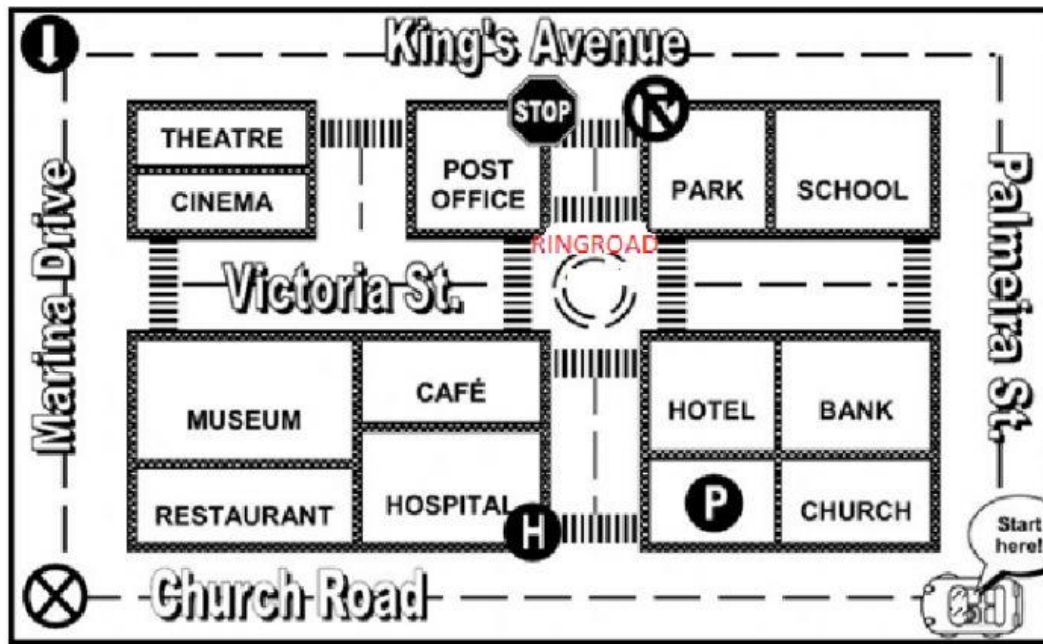 King's Avenue
STOP
THEATRE
POST
OFFICE
CINEMA
PARK
SCHOOL
Marina Drive
Palmeira St.
RINGROAD
Victoria St.
MUSEUM
CAFÉ
HOTEL
BANK
RESTAURANT
HOSPITAL
H
P
CHURCH
Start
here!
Church Road